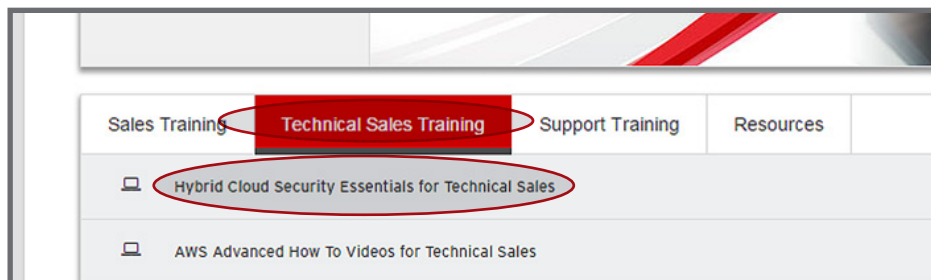 Sales Training Technical Sales Training Support Training Resources
Hybrid Cloud Security Essentials for Technical Sales
AWS Advanced How To Videos for Technical Sales